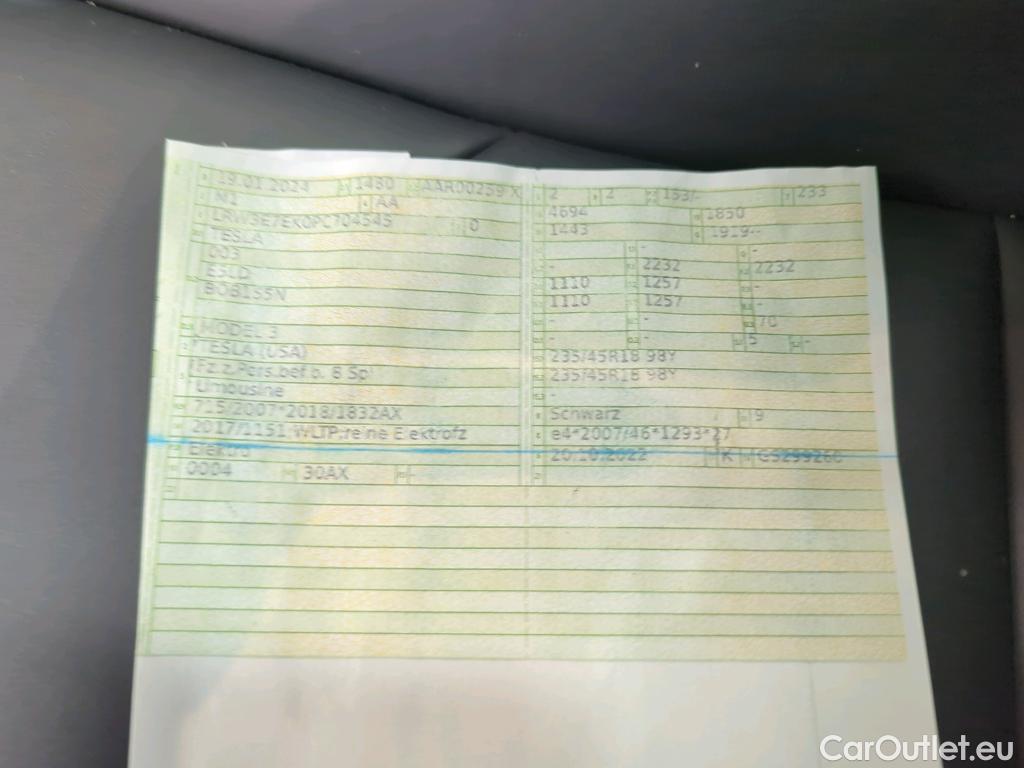 19.01.2024 1480 AAR00259 X 2 2 153/- 233
M1 AA 4694 1850
LRW3E7EK0PC704545 0 1443 1919-
TESLA - -
003 - 2232 2232
E5LD 1110 1257 -
B0B1S5N 1110 1257 -
- - 70
MODEL 3 - - 5 -
TESLA (USA) 235/45R18 98Y
Fz.z.Pers.bef.b. 8 Spl 235/45R18 98Y
Limousine
715/2007*2018/1832AX Schwarz 9
2017/1151;WLTP;reine Elektrofz e4*2007/46*1293*27
Elektro 20.10.2022 K
0004 30AX -
CarOutlet.eu